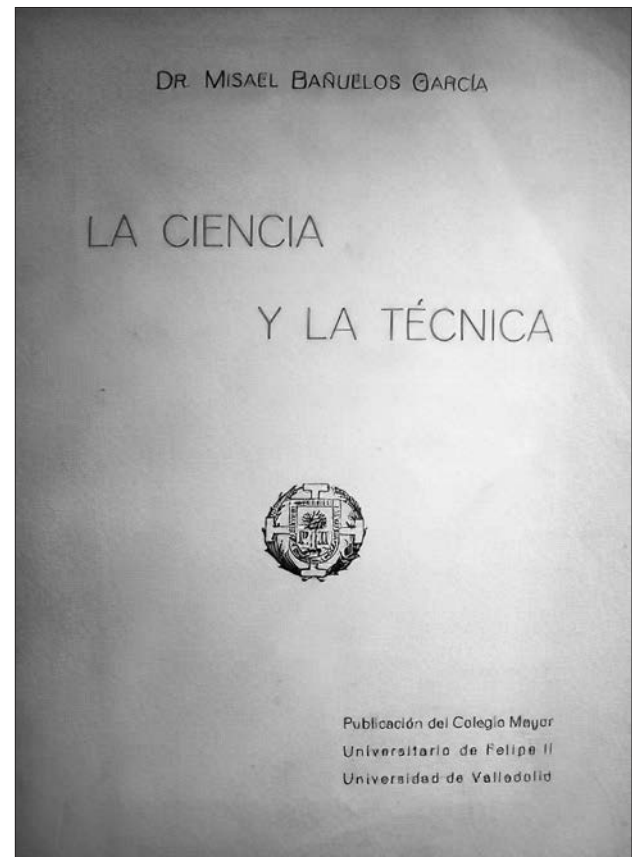 DR. MISAEL BAÑUELOS GARCÍA
LA CIENCIA
Y LA TÉCNICA
Publicación del Colegio Mayor
Universitario de Felipe II
Universidad de Valladolid